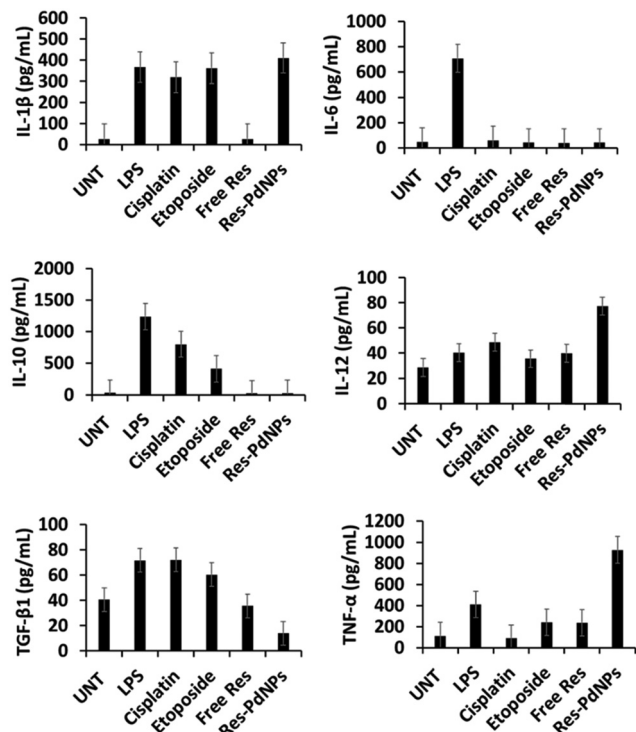 IL-1β (pg/mL)
600
500
400
300
200
100
0
UNT
LPS
Cisplatin
Etoposide
Free Res
Res-PdNPs
IL-6 (pg/mL)
1000
800
600
400
200
0
UNT
LPS
Cisplatin
Etoposide
Free Res
Res-PdNPs
IL-10 (pg/mL)
2000
1500
1000
500
0
UNT
LPS
Cisplatin
Etoposide
Free Res
Res-PdNPs
IL-12 (pg/mL)
100
80
60
40
20
0
UNT
LPS
Cisplatin
Etoposide
Free Res
Res-PdNPs
TGF-β1 (pg/mL)
100
80
60
40
20
0
UNT
LPS
Cisplatin
Etoposide
Free Res
Res-PdNPs
TNF-α (pg/mL)
1200
1000
800
600
400
200
0
UNT
LPS
Cisplatin
Etoposide
Free Res
Res-PdNPs